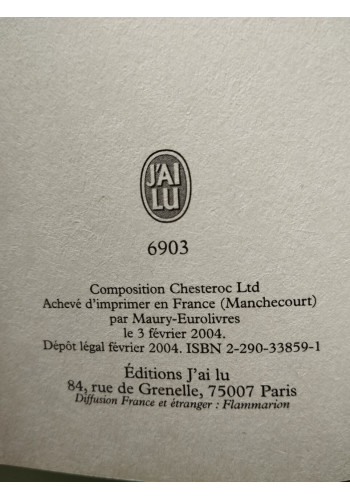 J'AI
LU
6903
Composition Chesteroc Ltd
Achevé d'imprimer en France (Manchecourt)
par Maury-Eurolivres
le 3 février 2004.
Dépôt légal février 2004. ISBN 2-290-33859-1
Éditions J'ai lu
84, rue de Grenelle, 75007 Paris
Diffusion France et étranger : Flammarion